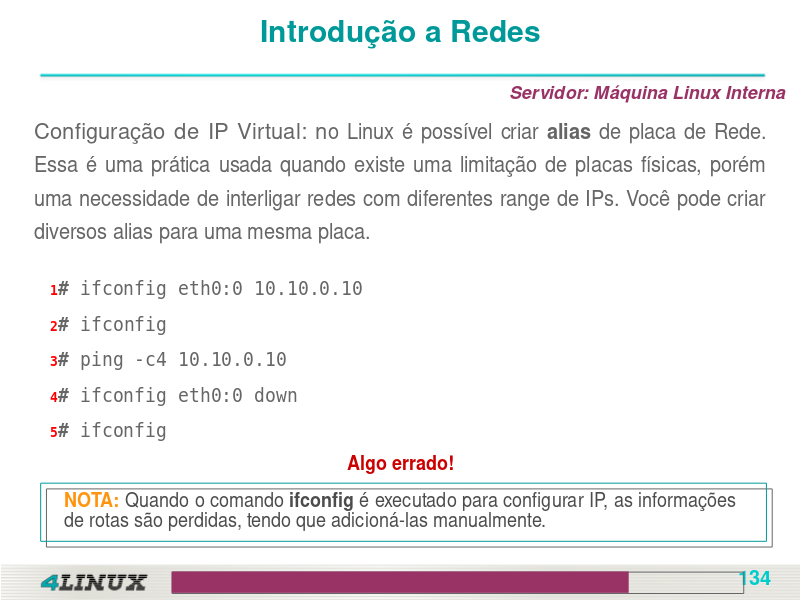 Introdução a Redes
Servidor: Máquina Linux Interna
Configuração de IP Virtual: no Linux é possível criar alias de placa de Rede.
Essa é uma prática usada quando existe uma limitação de placas físicas, porém
uma necessidade de interligar redes com diferentes range de IPs. Você pode criar
diversos alias para uma mesma placa.
1# ifconfig eth0:0 10.10.0.10
2# ifconfig
3# ping -c4 10.10.0.10
4# ifconfig eth0:0 down
5# ifconfig
Algo errado!
NOTA: Quando o comando ifconfig é executado para configurar IP, as informações
de rotas são perdidas, tendo que adicioná-las manualmente.
4LINUX
134